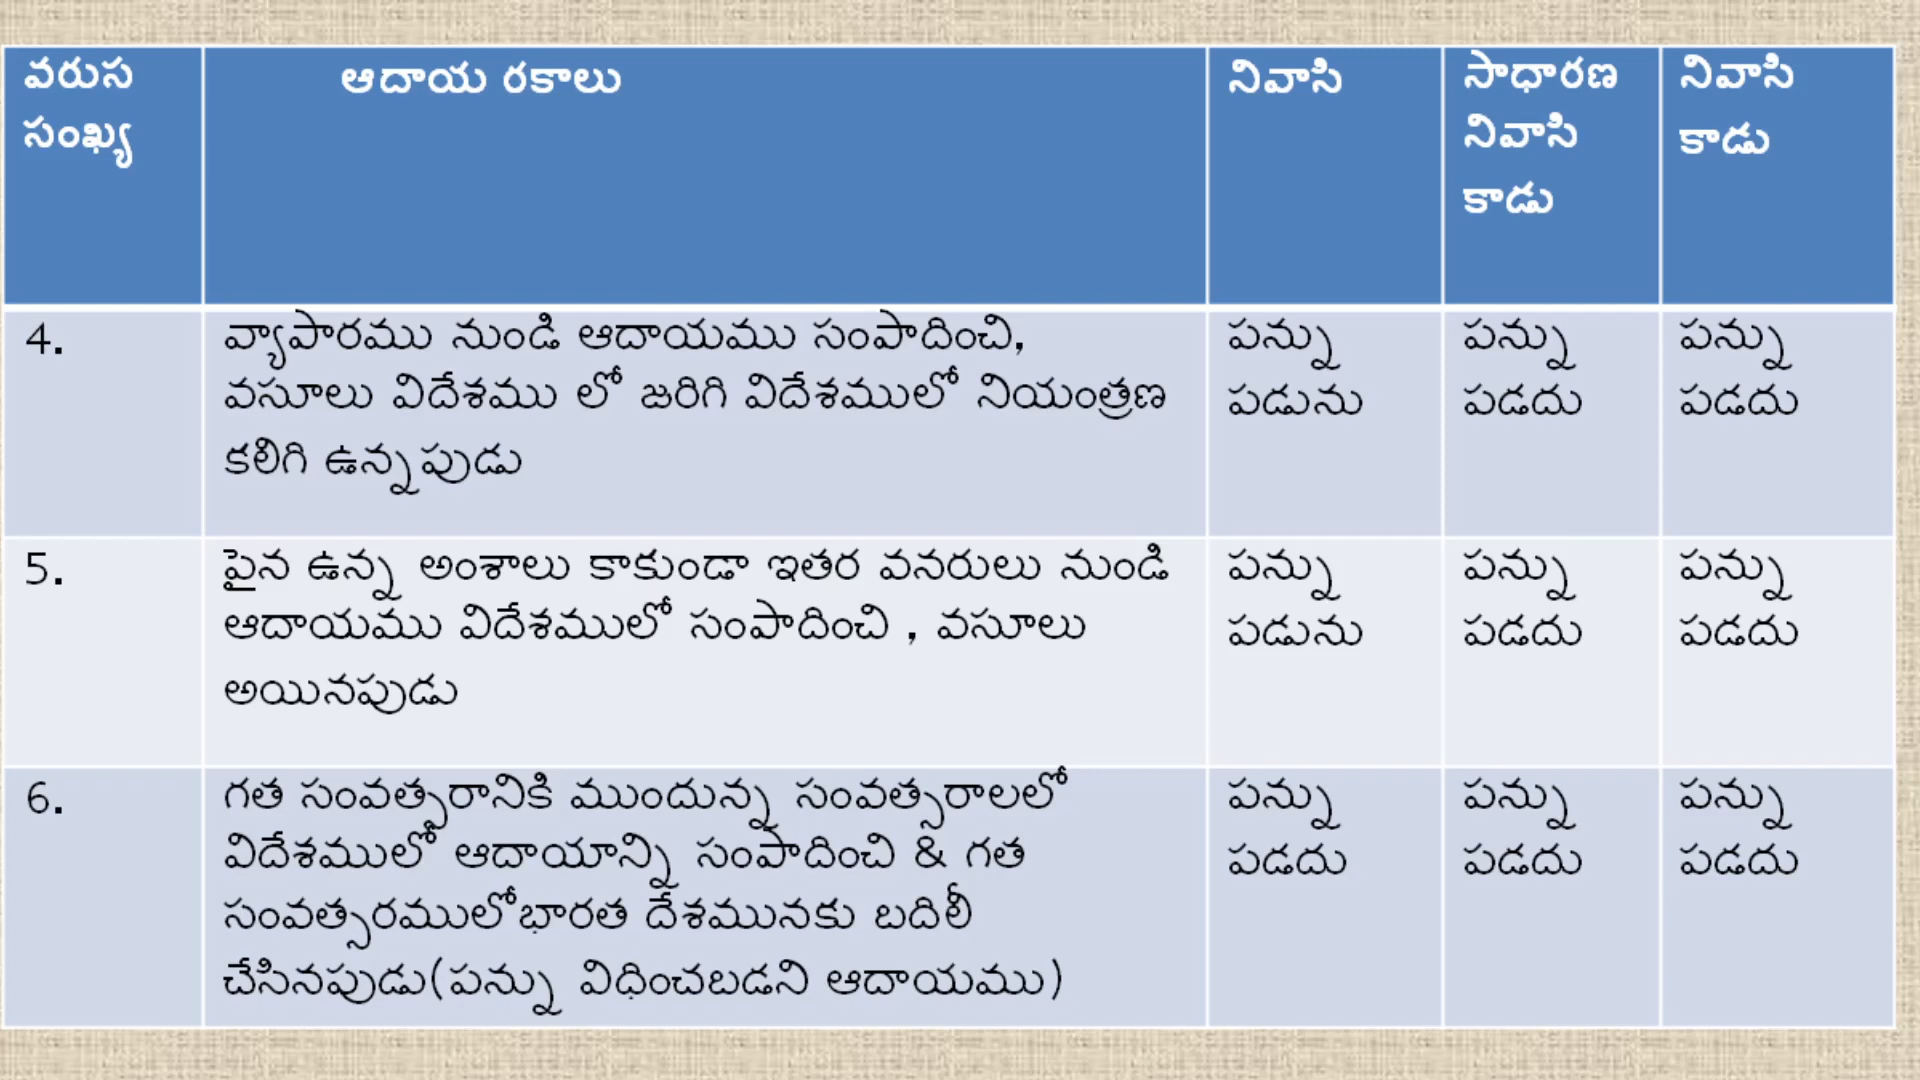 వరుస సంఖ్య
ఆదాయ రకాలు
నివాసి
సాధారణ నివాసి కాడు
నివాసి కాడు
4.
వ్యాపారము నుండి ఆదాయము సంపాదించి,
వసూలు విదేశము లో జరిగి విదేశములో నియంత్రణ
కలిగి ఉన్నపుడు
పన్ను పడును
పన్ను పడదు
పన్ను పడదు
5.
పైన ఉన్న అంశాలు కాకుండా ఇతర వనరులు నుండి
ఆదాయము విదేశములో సంపాదించి , వసూలు
అయినపుడు
పన్ను పడును
పన్ను పడదు
పన్ను పడదు
6.
గత సంవత్సరానికి ముందున్న సంవత్సరాలలో
విదేశములో ఆదాయాన్ని సంపాదించి & గత
సంవత్సరములోభారత దేశమునకు బదిలీ
చేసినపుడు(పన్ను విధించబడని ఆదాయము)
పన్ను పడదు
పన్ను పడదు
పన్ను పడదు